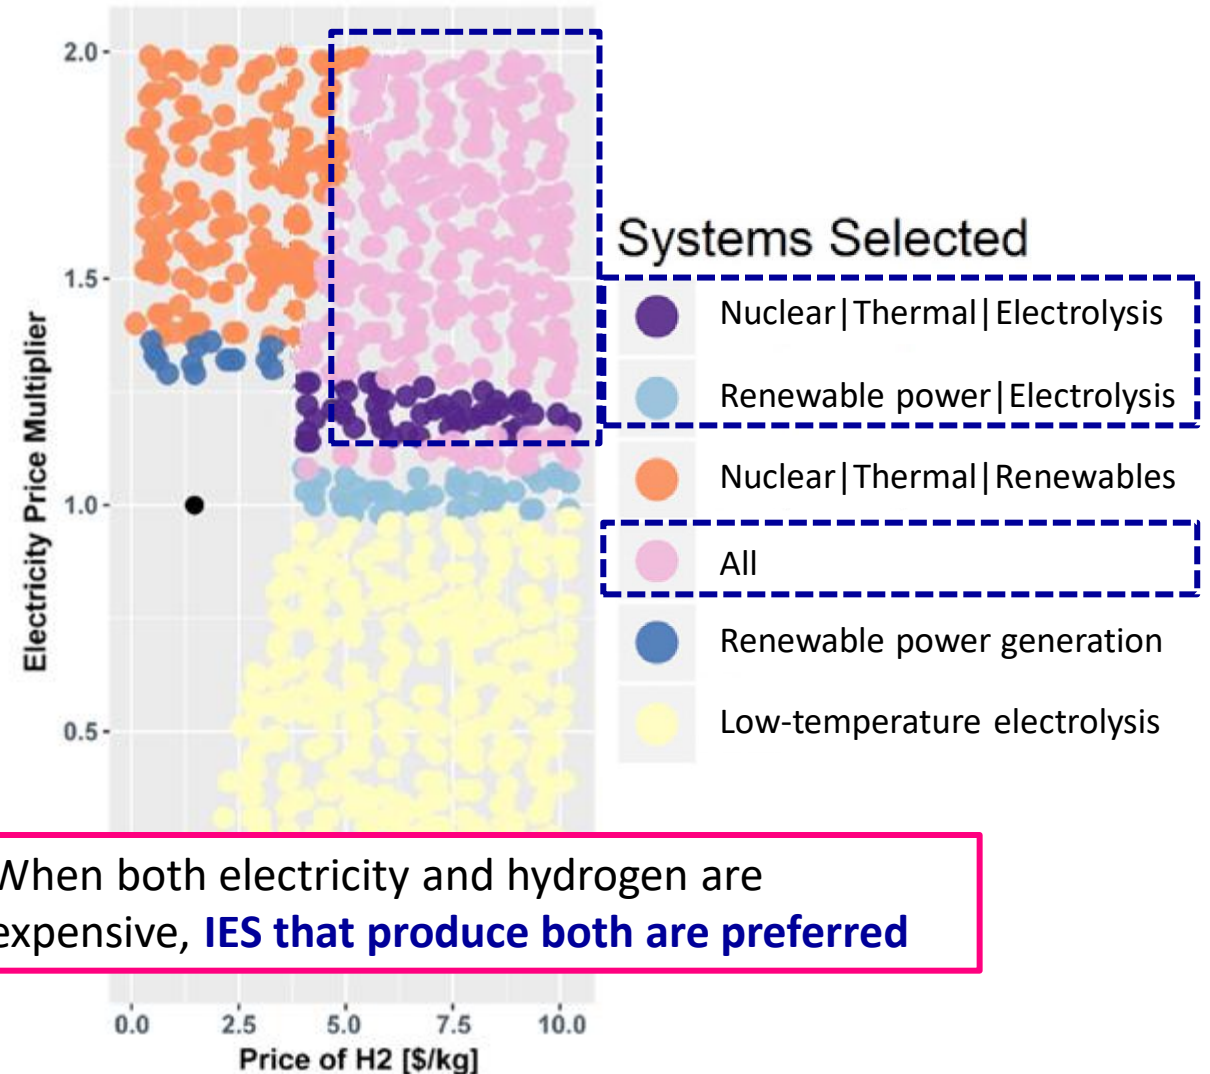 2.0
1.5
1.0
0.5
Electricity Price Multiplier
Systems Selected
Nuclear|Thermal|Electrolysis
Renewable power|Electrolysis
Nuclear|Thermal|Renewables
All
Renewable power generation
Low-temperature electrolysis
When both electricity and hydrogen are
expensive, IES that produce both are preferred
0.0 2.5 5.0 7.5 10.0
Price of H2 [$/kg]